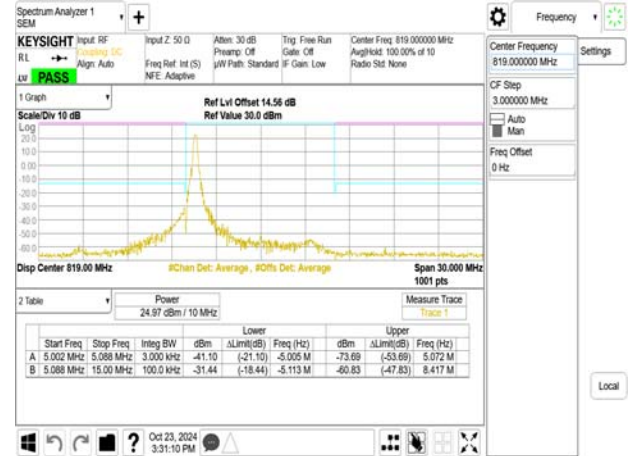 Spectrum Analyzer 1
SEM
Frequency
KEYSIGHT
Input: RF
Coupling: DC
Align: Auto
Input Z: 50 Ω
Freq Ref: Int (S)
NFE: Adaptive
Atten: 30 dB
Preamp: Off
µW Path: Standard
Trig: Free Run
Gate: Off
IF Gain: Low
Center Freq: 819.000000 MHz
Avg|Hold: 100.00% of 10
Radio Std: None
RL
PASS
Center Frequency
819.000000 MHz
Settings
CF Step
3.000000 MHz
Auto
Man
Freq Offset
0 Hz
1 Graph
Scale/Div 10 dB
Ref Lvl Offset 14.56 dB
Ref Value 30.0 dBm
Log
20.0
10.0
0.00
-10.0
-20.0
-30.0
-40.0
-50.0
-60.0
Disp Center 819.00 MHz
#Chan Det: Average , #Offs Det: Average
Span 30.000 MHz
1001 pts
2 Table
Power
24.97 dBm / 10 MHz
Measure Trace
Trace 1
Lower Upper
Start Freq Stop Freq Integ BW dBm ΔLimit(dB) Freq (Hz) dBm ΔLimit(dB) Freq (Hz)
A 5.002 MHz 5.088 MHz 3.000 kHz -41.10 (-21.10) -5.005 M -73.69 (-53.69) 5.072 M
B 5.088 MHz 15.00 MHz 100.0 kHz -31.44 (-18.44) -5.113 M -60.83 (-47.83) 8.417 M
Local
Oct 23, 2024
3:31:10 PM